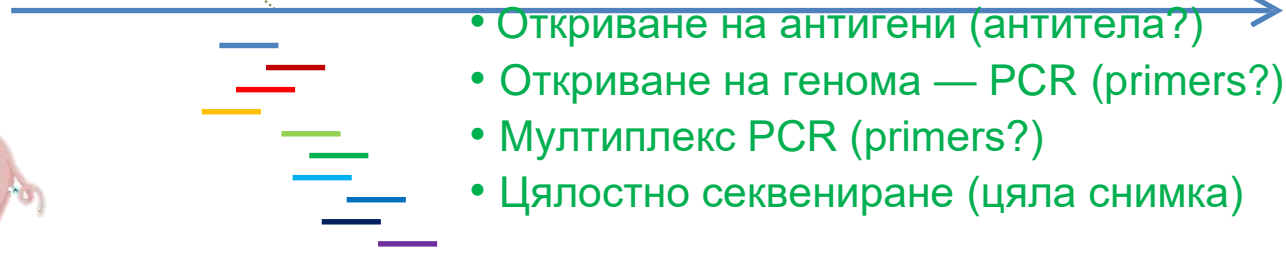 • Откриване на антигени (антитела?)
• Откриване на генома — PCR (primers?)
• Мултиплекс PCR (primers?)
• Цялостно секвениране (цяла снимка)